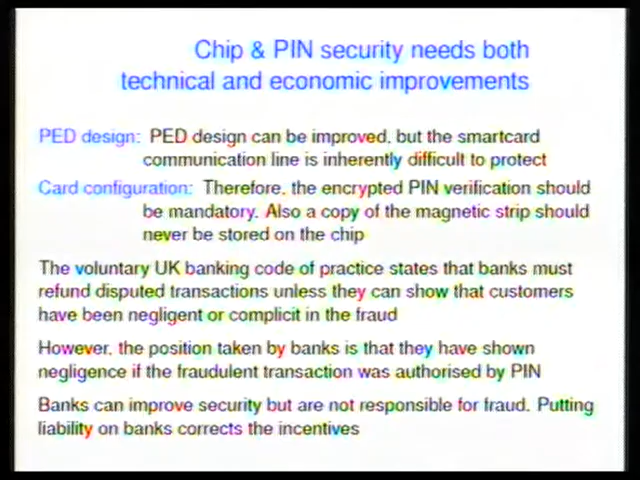 Chip & PIN security needs both
technical and economic improvements
PED design: PED design can be improved, but the smartcard
communication line is inherently difficult to protect
Card configuration: Therefore, the encrypted PIN verification should
be mandatory. Also a copy of the magnetic strip should
never be stored on the chip
The voluntary UK banking code of practice states that banks must
refund disputed transactions unless they can show that customers
have been negligent or complicit in the fraud
However, the position taken by banks is that they have shown
negligence if the fraudulent transaction was authorised by PIN
Banks can improve security but are not responsible for fraud. Putting
liability on banks corrects the incentives